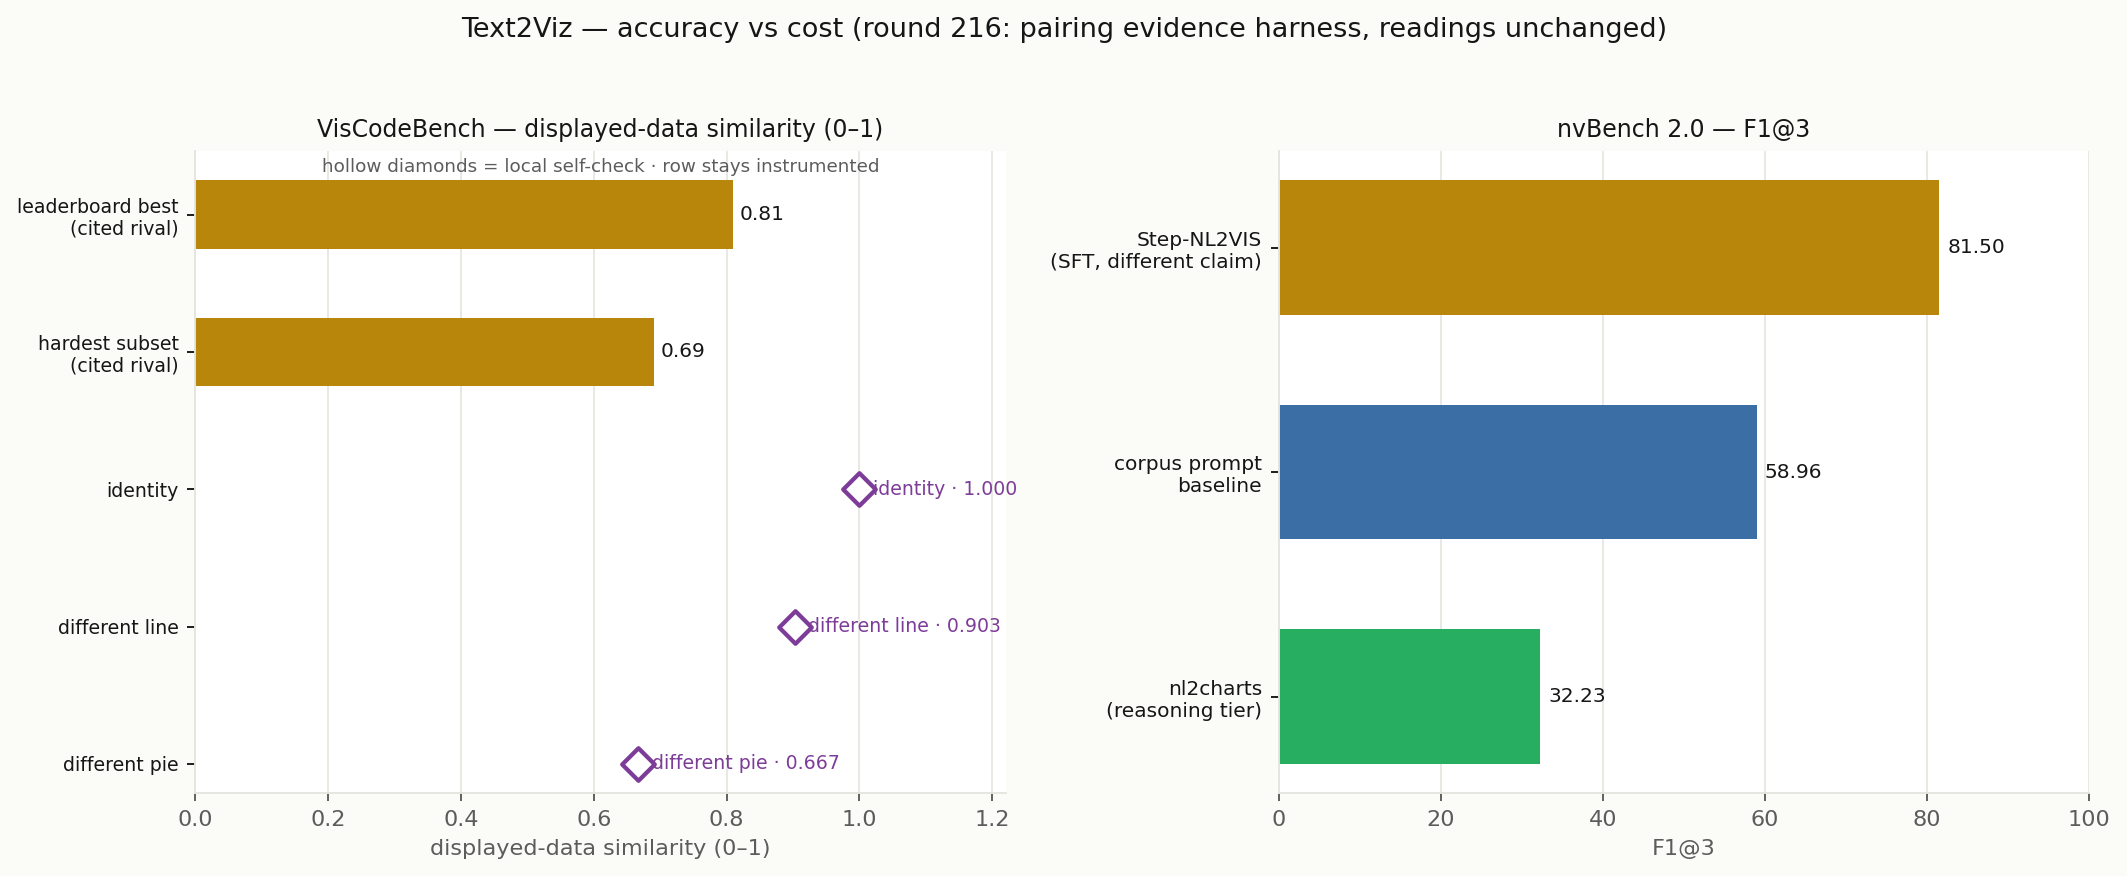 Text2Viz — accuracy vs cost (round 216: pairing evidence harness, readings unchanged)
VisCodeBench — displayed-data similarity (0–1)
hollow diamonds = local self-check · row stays instrumented
leaderboard best
(cited rival)
0.81
hardest subset
(cited rival)
0.69
identity
identity · 1.000
different line
different line · 0.903
different pie
different pie · 0.667
0.0 0.2 0.4 0.6 0.8 1.0 1.2
displayed-data similarity (0–1)
nvBench 2.0 — F1@3
Step-NL2VIS
(SFT, different claim)
81.50
corpus prompt
baseline
58.96
nl2charts
(reasoning tier)
32.23
0 20 40 60 80 100
F1@3